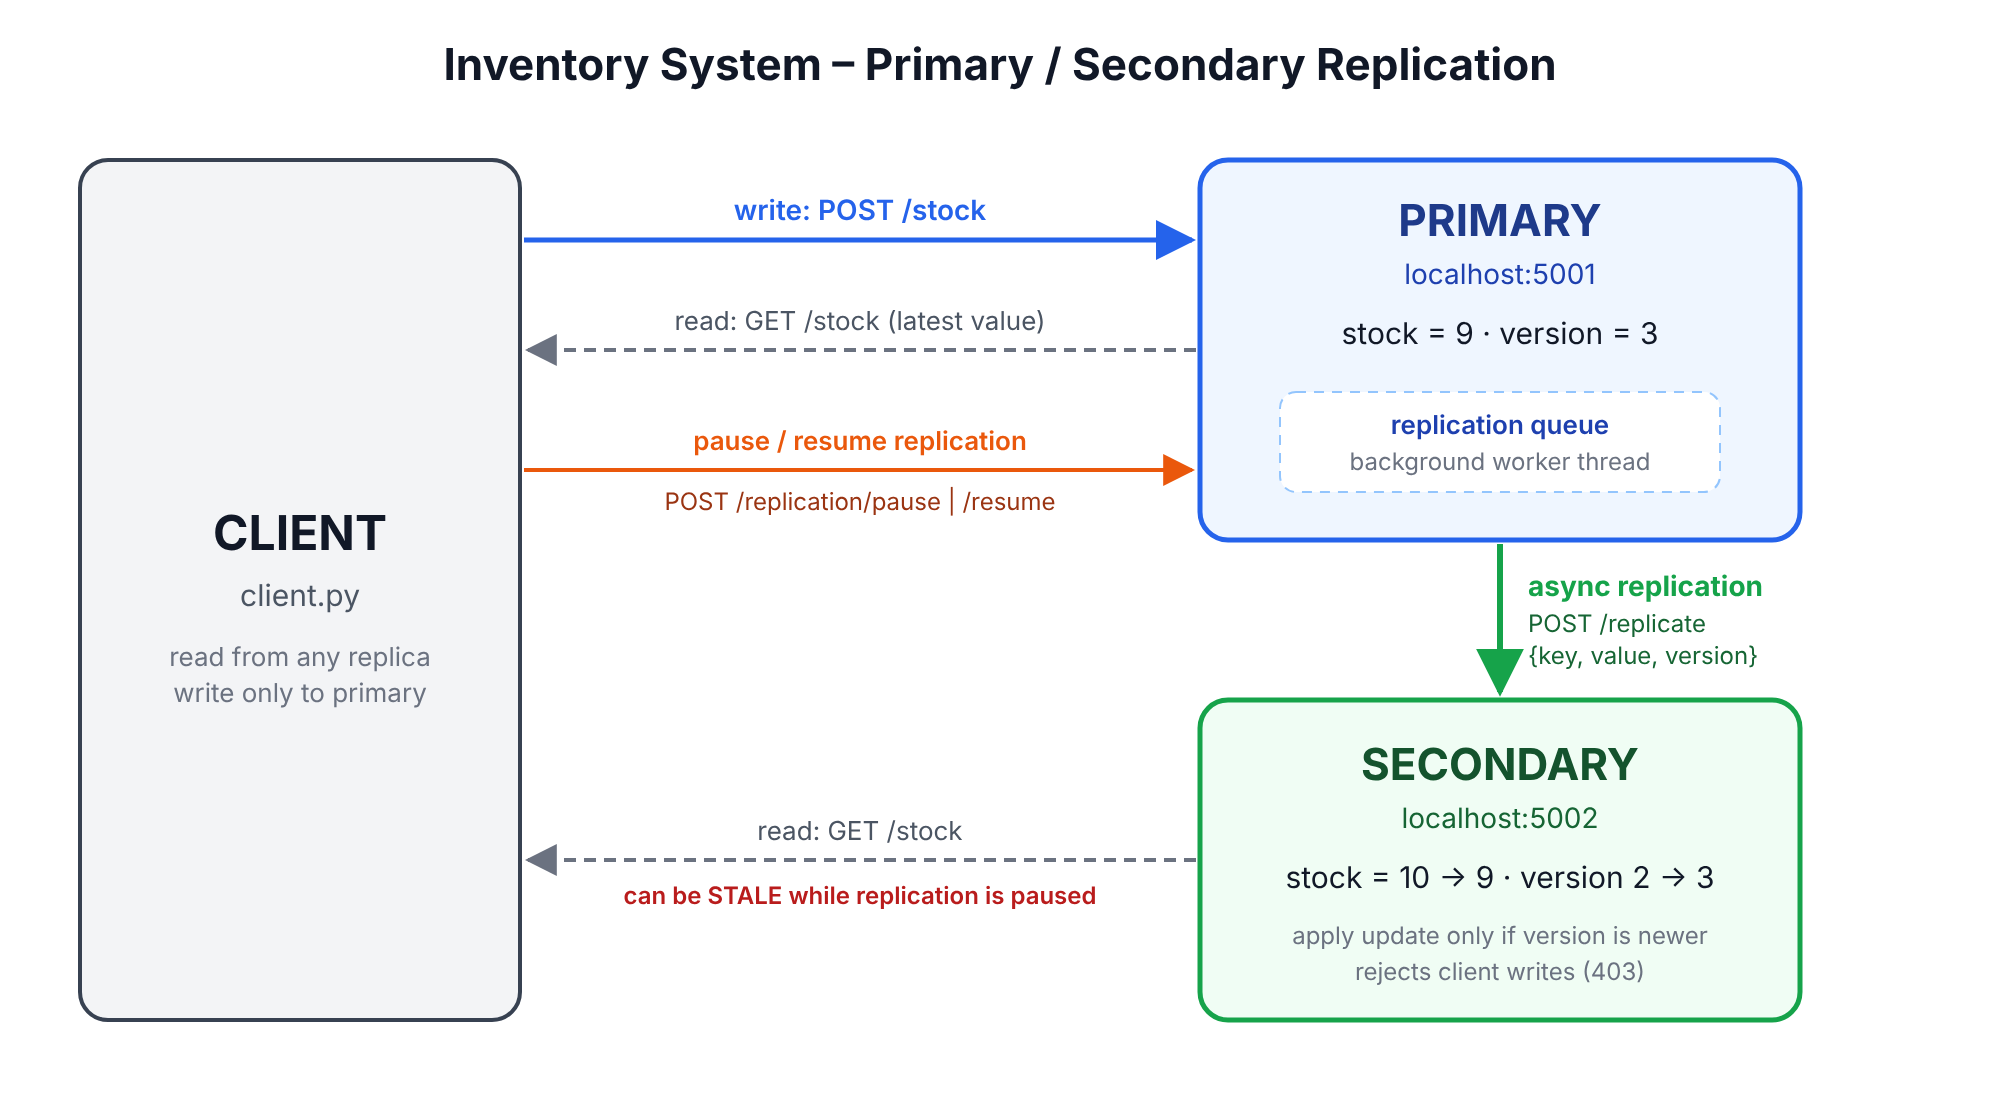 Inventory System – Primary / Secondary Replication
CLIENT
client.py
read from any replica
write only to primary
write: POST /stock
read: GET /stock (latest value)
pause / resume replication
POST /replication/pause | /resume
PRIMARY
localhost:5001
stock = 9 · version = 3
replication queue
background worker thread
async replication
POST /replicate
{key, value, version}
read: GET /stock
can be STALE while replication is paused
SECONDARY
localhost:5002
stock = 10 → 9 · version 2 → 3
apply update only if version is newer
rejects client writes (403)